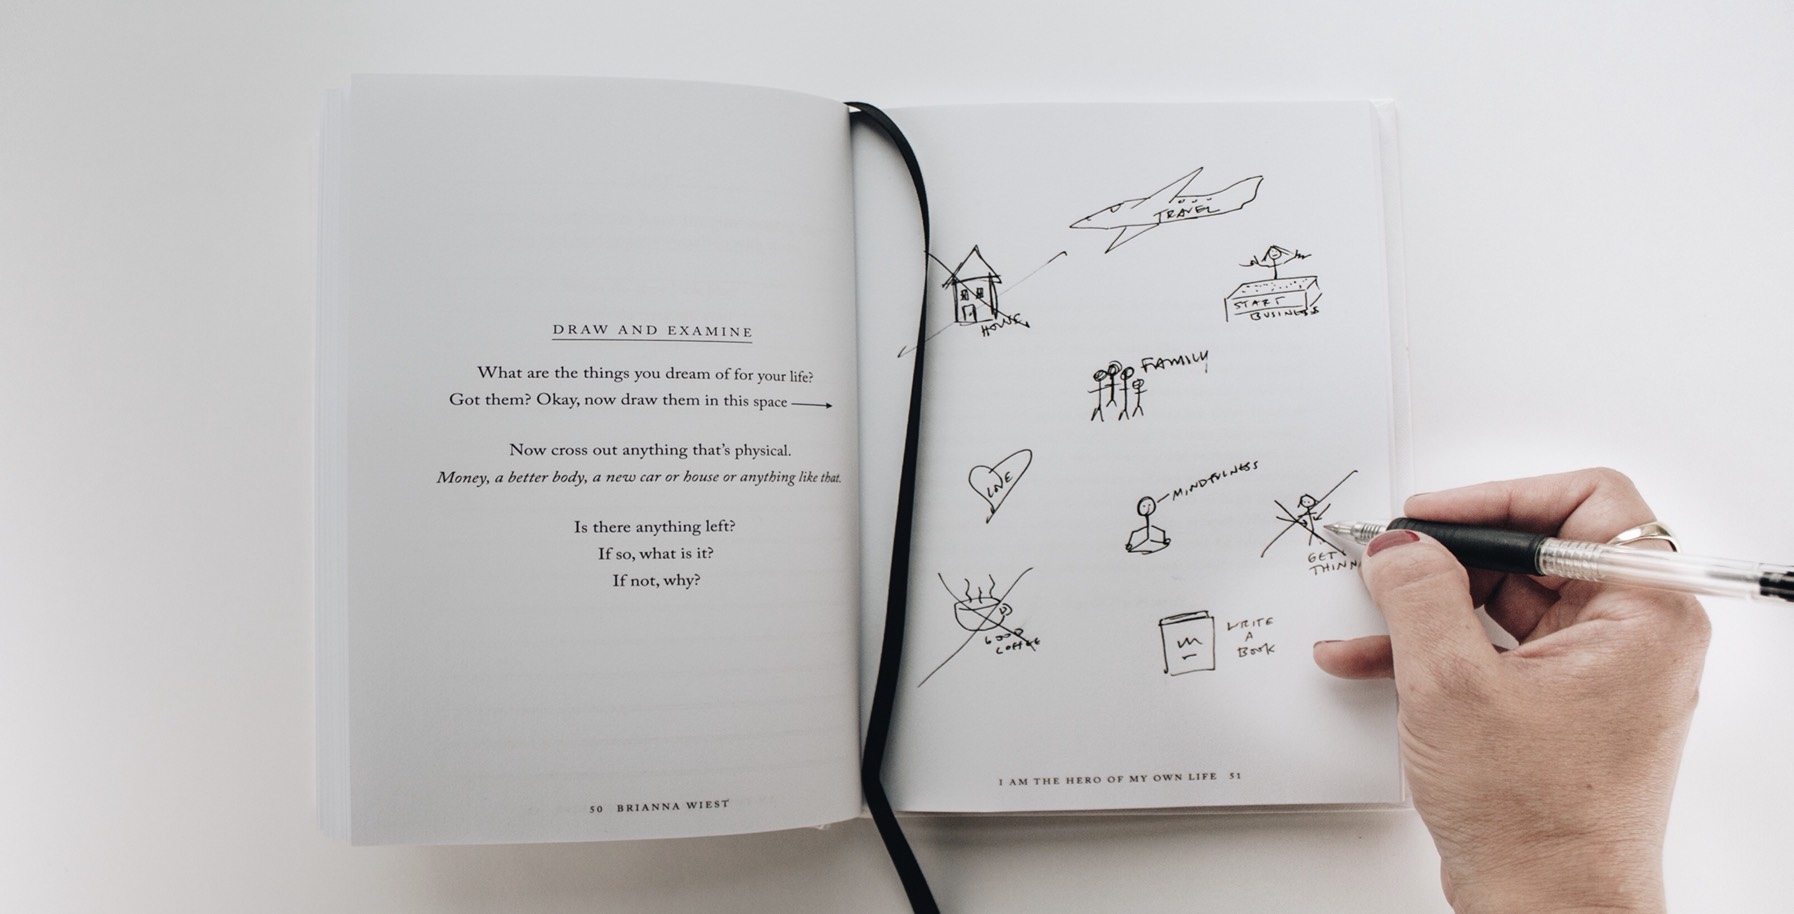 DRAW AND EXAMINE
What are the things you dream of for your life?
Got them? Okay, now draw them in this space
Now cross out anything that's physical.
Money, a better body, a new car or house or anything like that.
Is there anything left?
If so, what is it?
If not, why?
50 BRIANNA WIEST
TRAVEL
HOUSE
START
BUSINESS
FAMILY
LOVE
MINDFULNESS
GET
THINN
GOOD
COFFEE
WRITE
A
BOOK
I AM THE HERO OF MY OWN LIFE 51